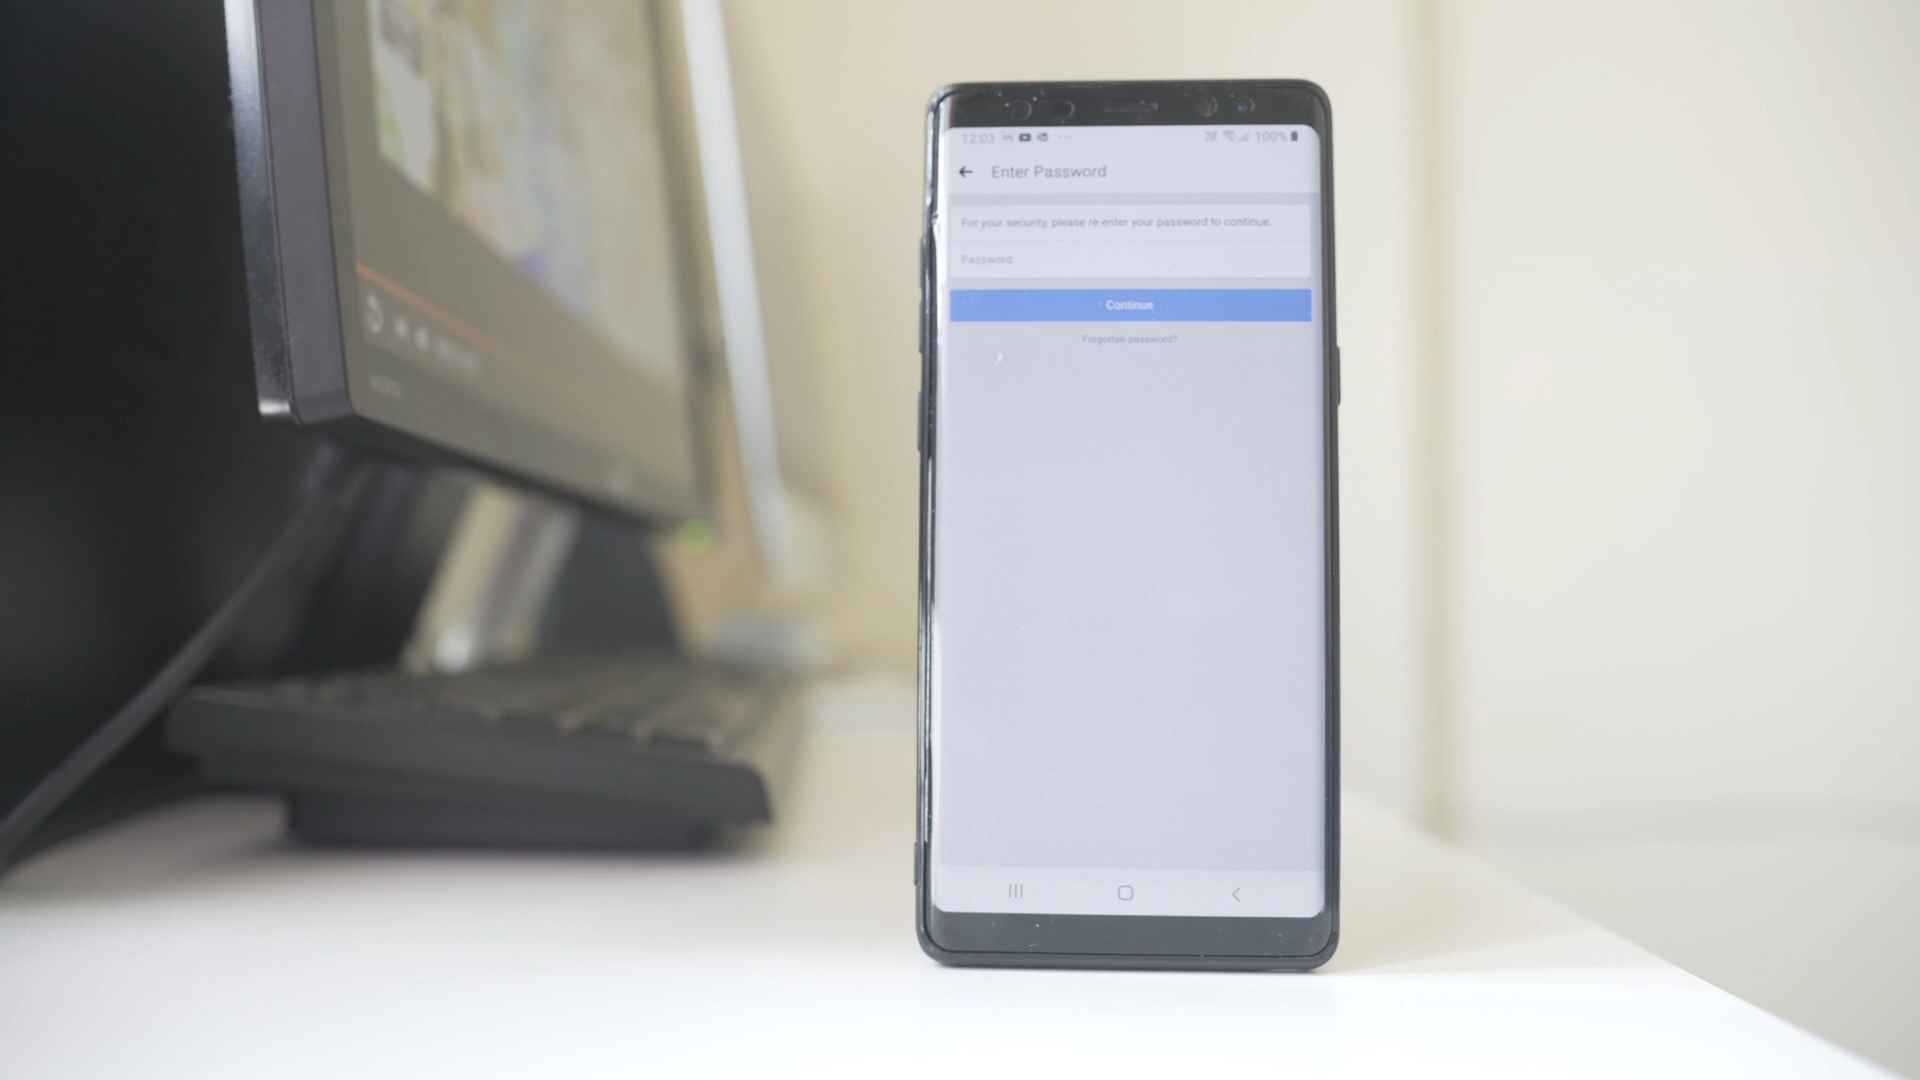 12:03 100%
Enter Password
For your security, please re-enter your password to continue.
Password
Continue
Forgotten password?